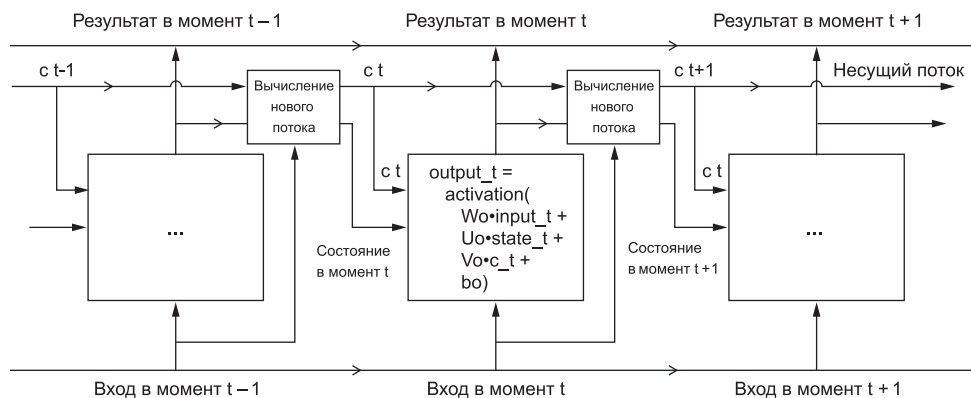 Результат в момент t – 1
Результат в момент t
Результат в момент t + 1
c t-1
Вычисление
нового
потока
c t
Вычисление
нового
потока
c t+1
Несущий поток
...
Состояние
в момент t
c t
output_t =
activation(
Wo•input_t +
Uo•state_t +
Vo•c_t +
bo)
Состояние
в момент t+1
c t
...
Вход в момент t – 1
Вход в момент t
Вход в момент t + 1